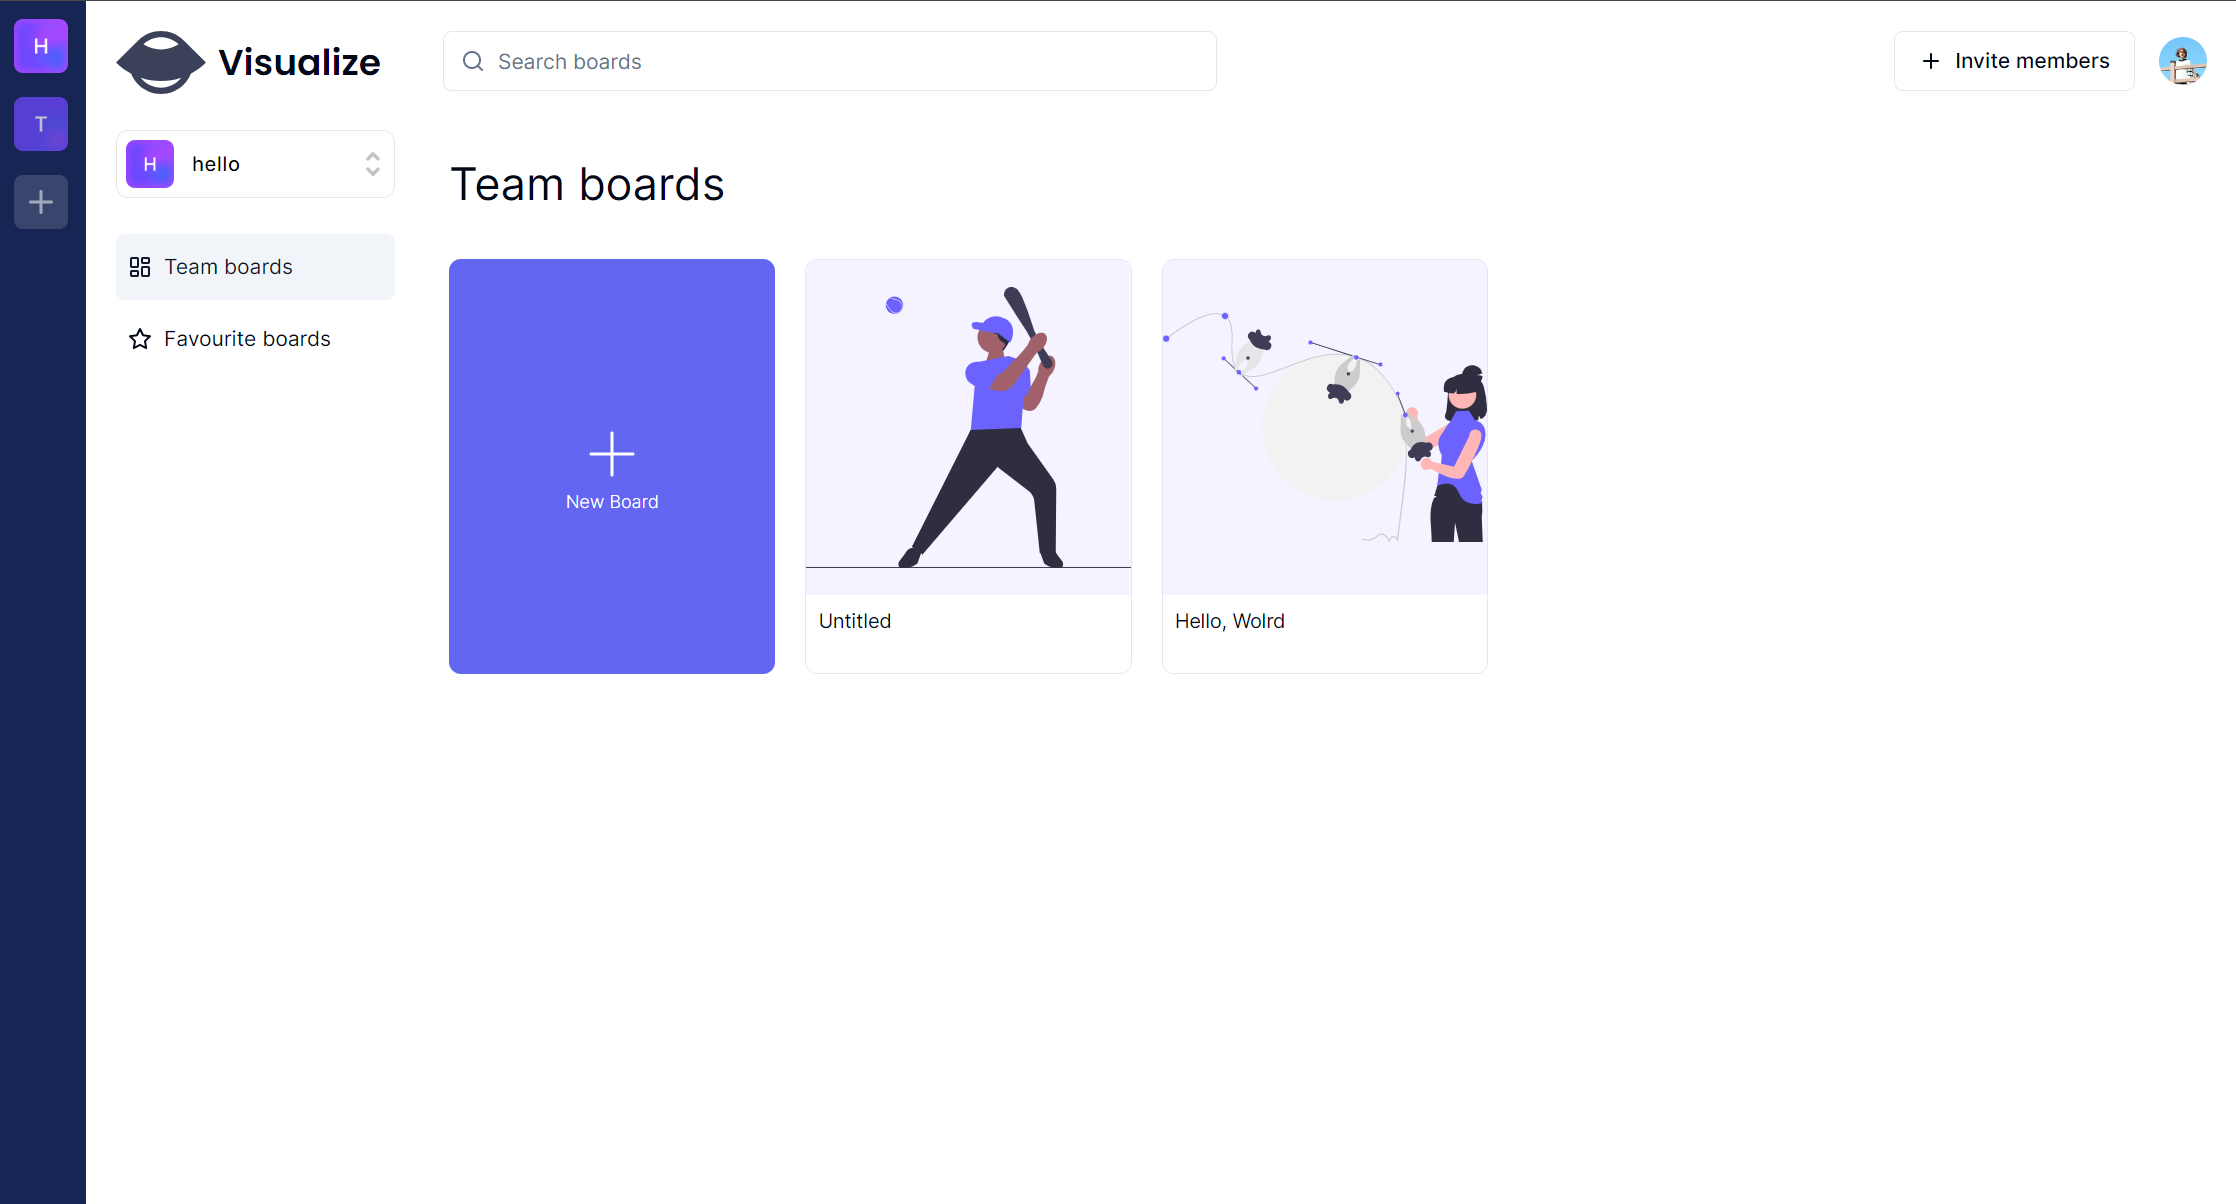 H
T
Visualize
Search boards
Invite members
H
hello
Team boards
Favourite boards
Team boards
New Board
Untitled
Hello, Wolrd